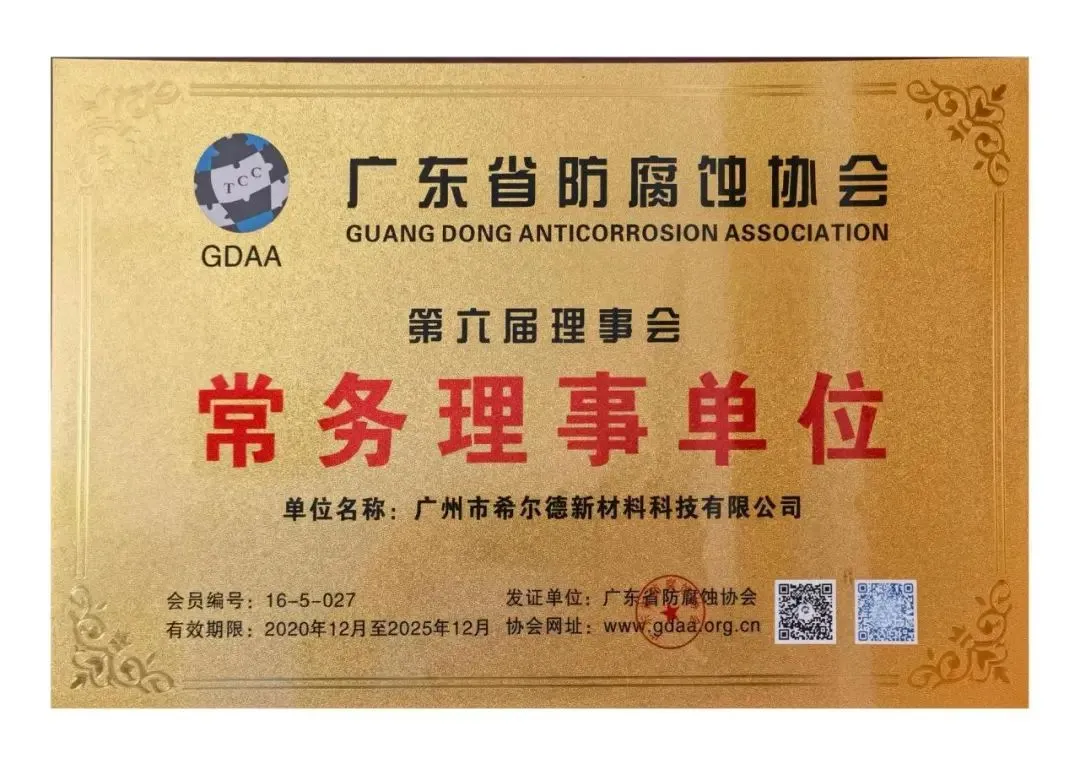 TCC
GDAA
广东省防腐蚀协会
GUANG DONG ANTICORROSION ASSOCIATION
第六届理事会
常务理事单位
单位名称：广州市希尔德新材料科技有限公司
会员编号：16-5-027
发证单位：广东省防腐蚀协会
有效期限：2020年12月至2025年12月
协会网址：www.gdaa.org.cn